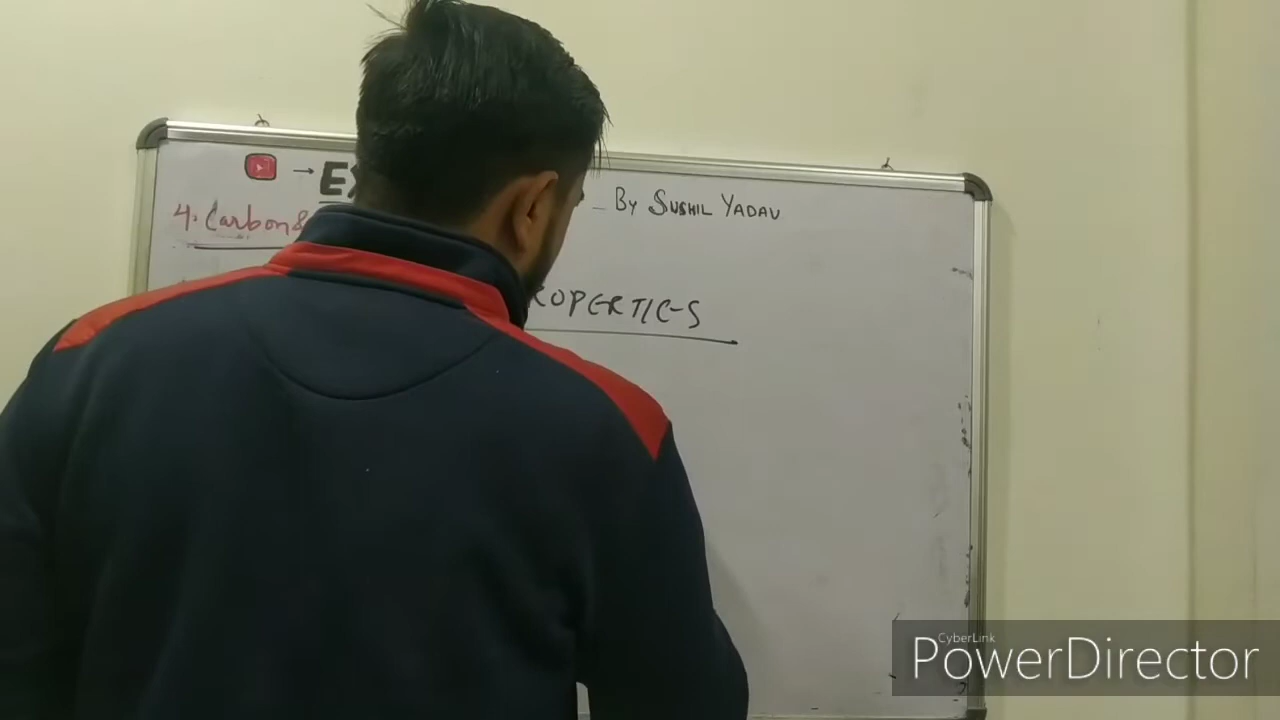 → EX - By SUSHIL YADAV
4. Carbon &
ROPERTIES
CyberLink
PowerDirector